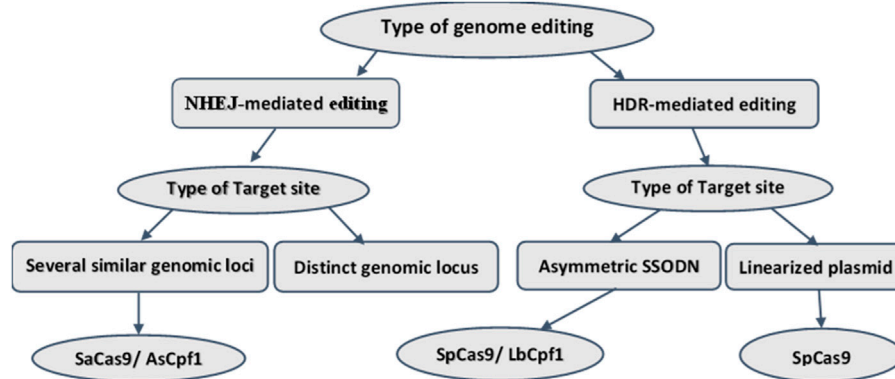 Type of genome editing
NHEJ-mediated editing
HDR-mediated editing
Type of Target site
Type of Target site
Several similar genomic loci
Distinct genomic locus
Asymmetric SSODN
Linearized plasmid
SaCas9/ AsCpf1
SpCas9/ LbCpf1
SpCas9